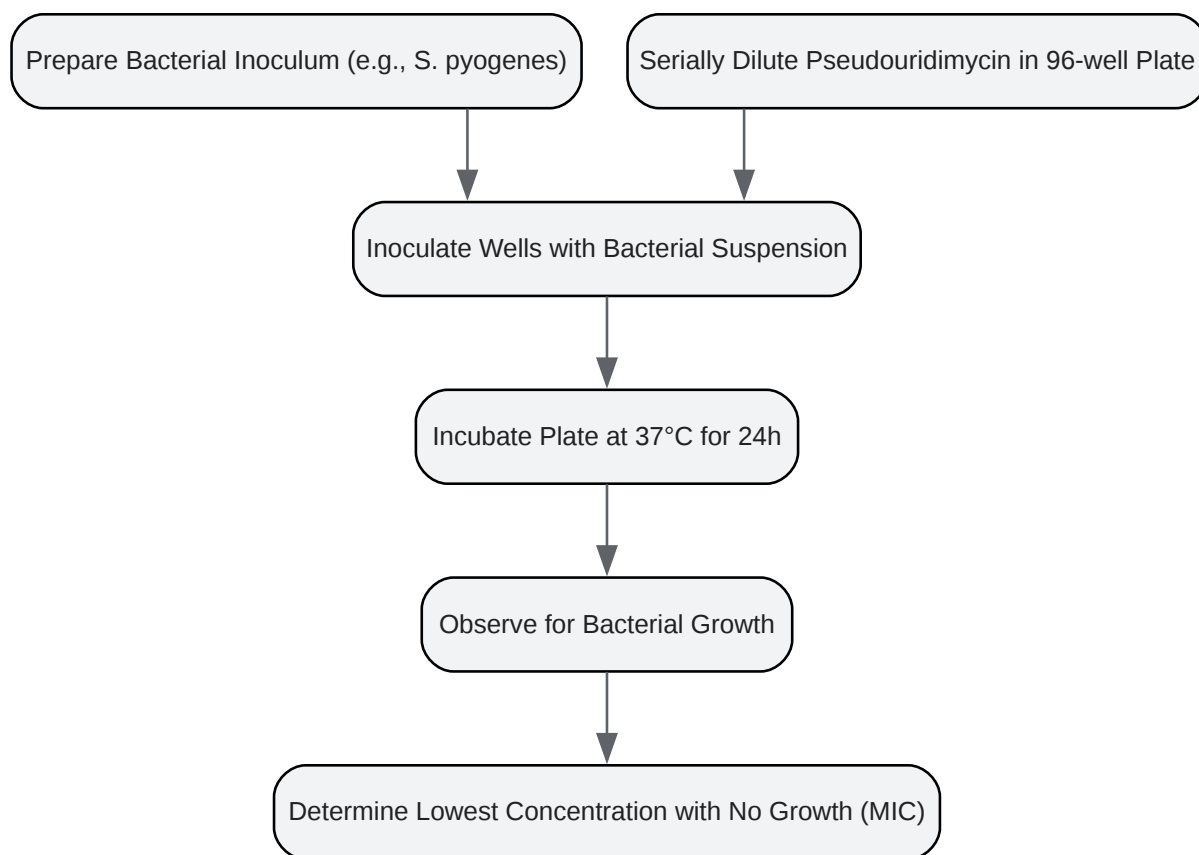 Prepare Bacterial Inoculum (e.g., S. pyogenes)
Serially Dilute Pseudouridimycin in 96-well Plate
Inoculate Wells with Bacterial Suspension
Incubate Plate at 37°C for 24h
Observe for Bacterial Growth
Determine Lowest Concentration with No Growth (MIC)